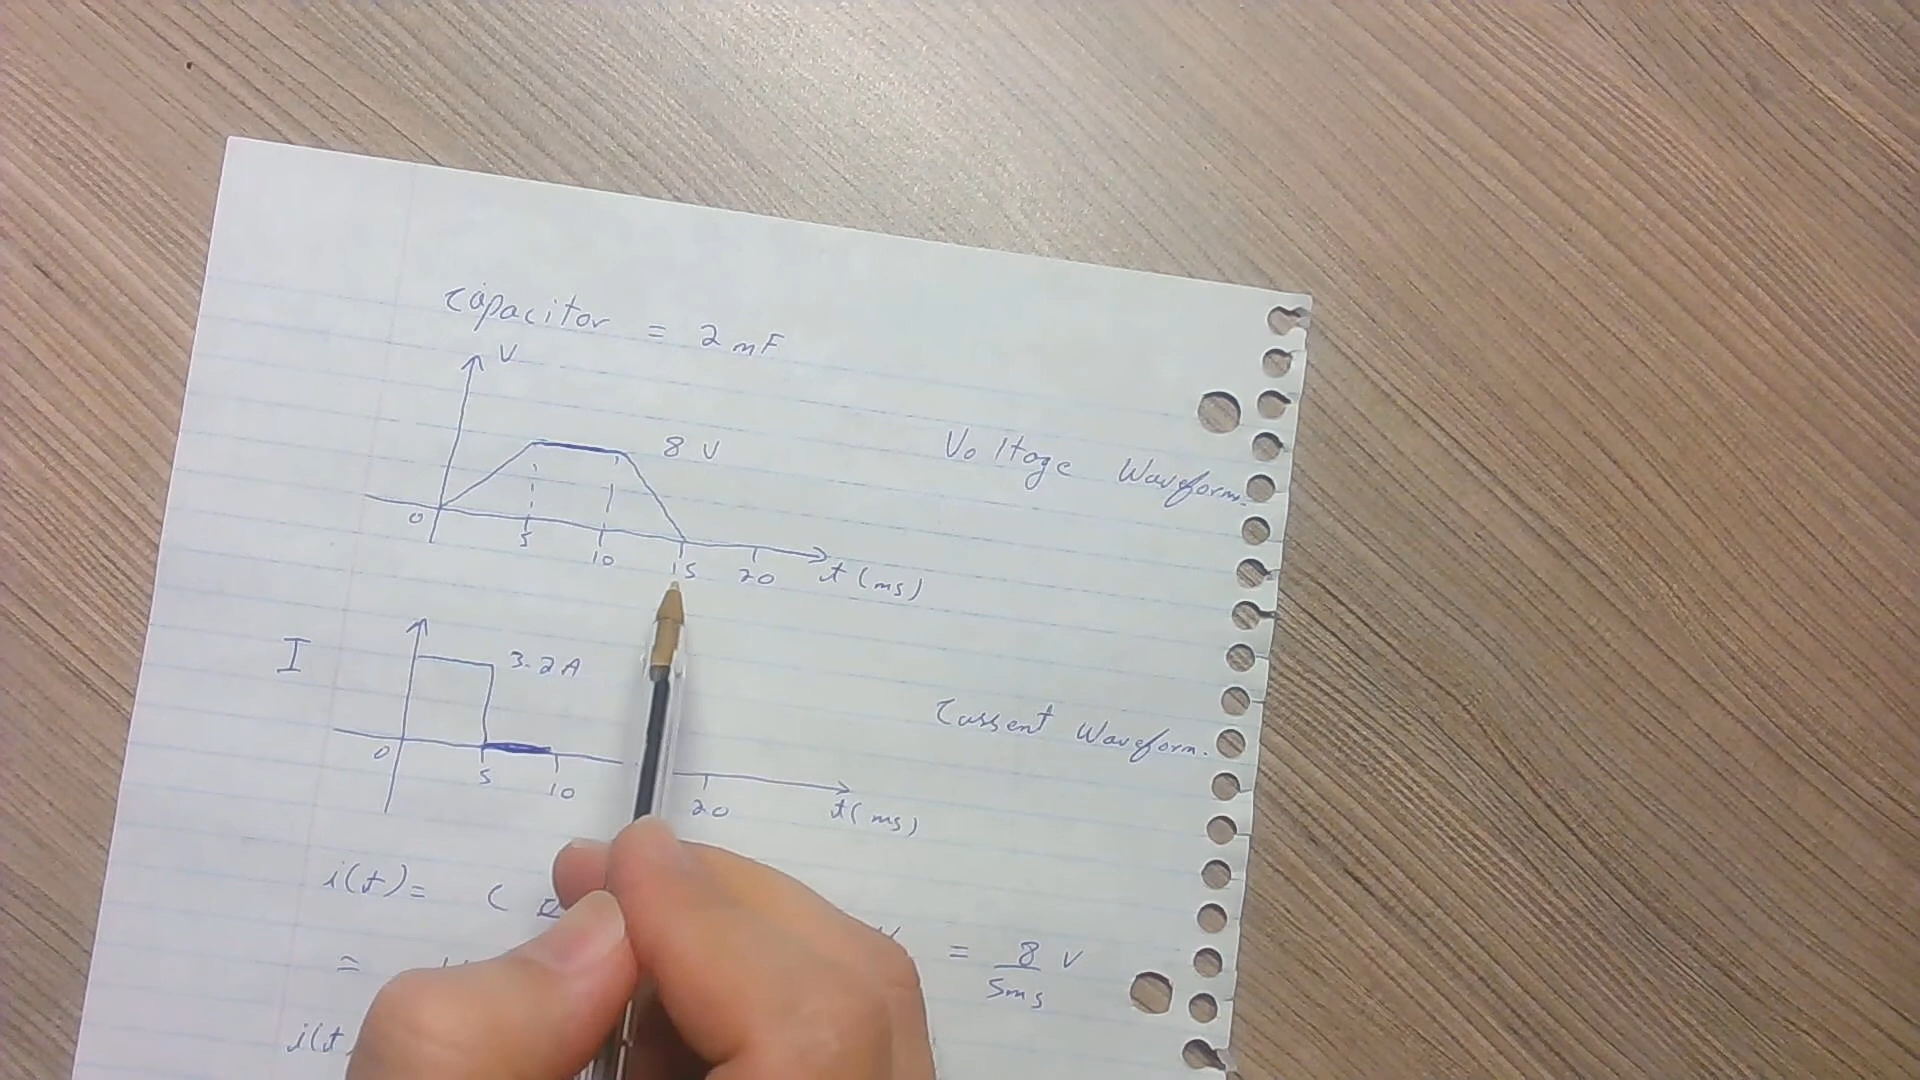 capacitor = 2 mF
V
8 V
Voltage Waveform.
0 5 10 15 20 t (ms)
I
3.2A
Current Waveform.
0 5 10 20 t (ms)
i(t) = C
= = 8 V
5ms
i(t